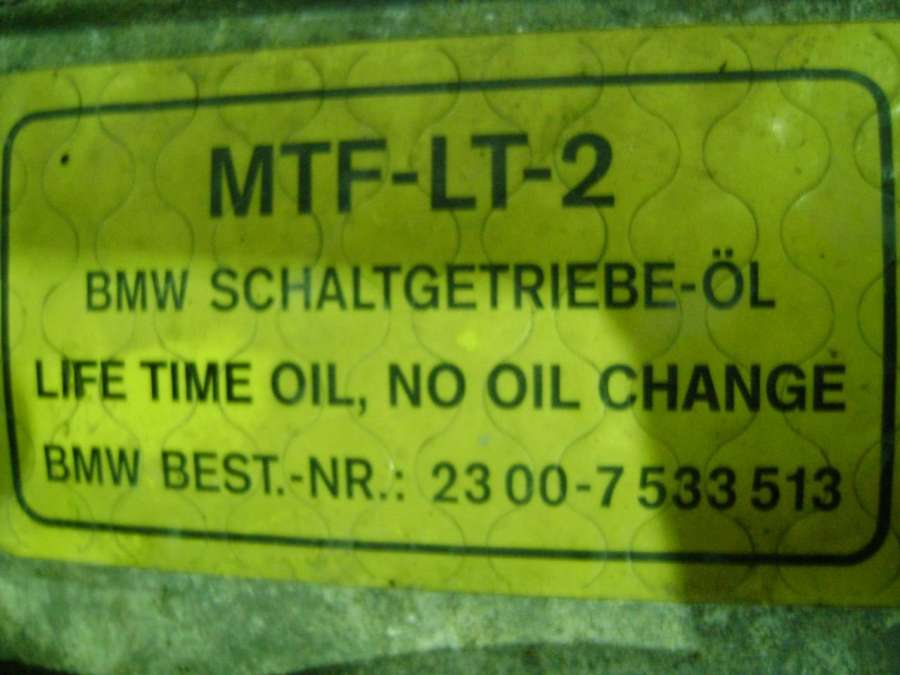 MTF-LT-2
BMW SCHALTGETRIEBE-ÖL
LIFE TIME OIL, NO OIL CHANGE
BMW BEST.-NR.: 23 00-7 533 513